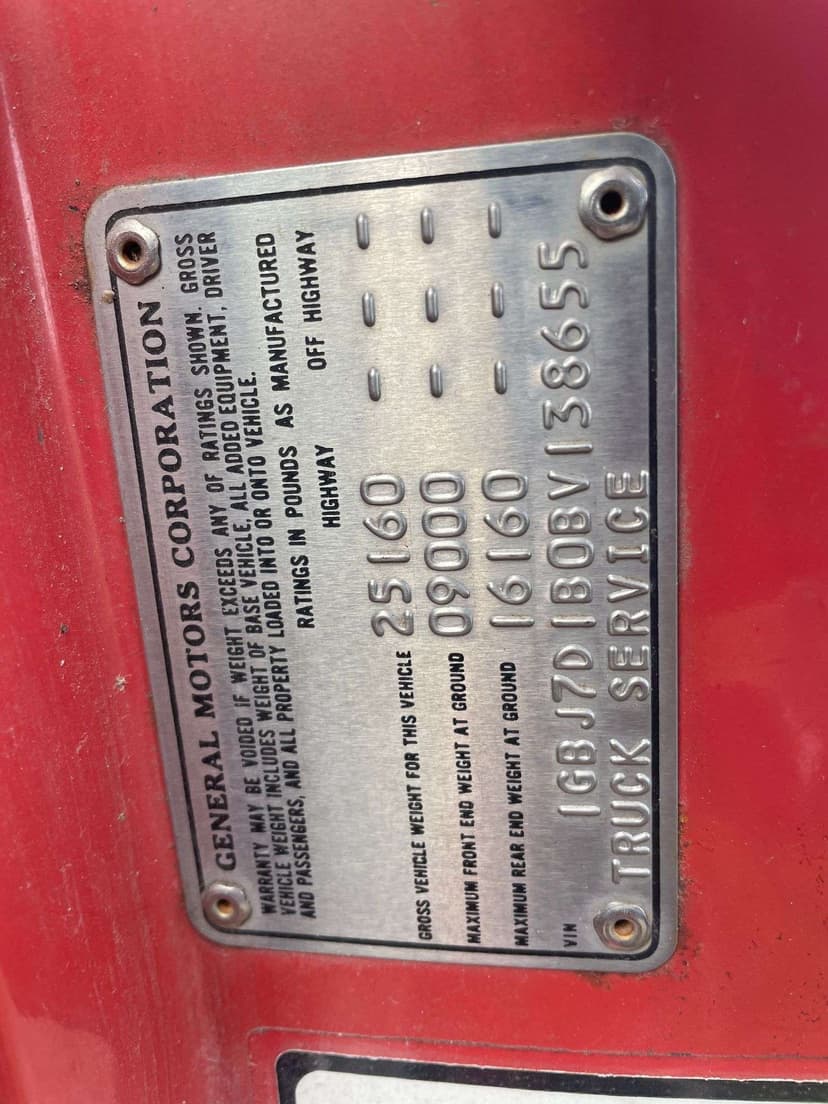 GENERAL MOTORS CORPORATION
WARRANTY MAY BE VOIDED IF WEIGHT EXCEEDS ANY OF RATINGS SHOWN. GROSS
VEHICLE WEIGHT INCLUDES WEIGHT OF BASE VEHICLE, ALL ADDED EQUIPMENT, DRIVER
AND PASSENGERS, AND ALL PROPERTY LOADED INTO OR ONTO VEHICLE.
RATINGS IN POUNDS AS MANUFACTURED
HIGHWAY OFF HIGHWAY
GROSS VEHICLE WEIGHT FOR THIS VEHICLE 25160 - - -
MAXIMUM FRONT END WEIGHT AT GROUND 09000 - - -
MAXIMUM REAR END WEIGHT AT GROUND 16160 - - -
VIN 1GBJ7D1B0BV138655
TRUCK SERVICE